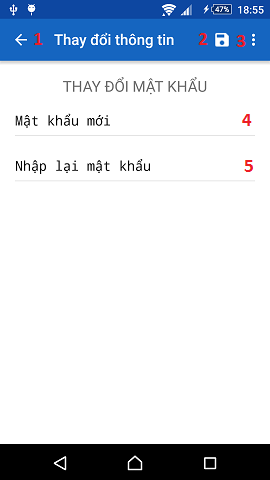 47% 18:55
1 Thay đổi thông tin 2 3
THAY ĐỔI MẬT KHẨU
Mật khẩu mới 4
Nhập lại mật khẩu 5